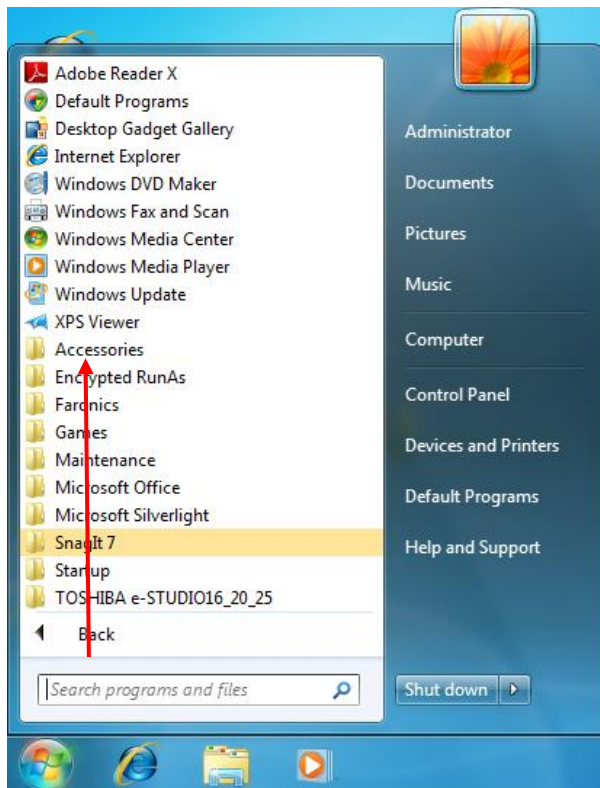 Adobe Reader X
Default Programs
Desktop Gadget Gallery
Internet Explorer
Windows DVD Maker
Windows Fax and Scan
Windows Media Center
Windows Media Player
Windows Update
XPS Viewer
Accessories
Encrypted RunAs
Faronics
Games
Maintenance
Microsoft Office
Microsoft Silverlight
SnagIt 7
Startup
TOSHIBA e-STUDIO16_20_25
Back
Search programs and files
Administrator
Documents
Pictures
Music
Computer
Control Panel
Devices and Printers
Default Programs
Help and Support
Shut down